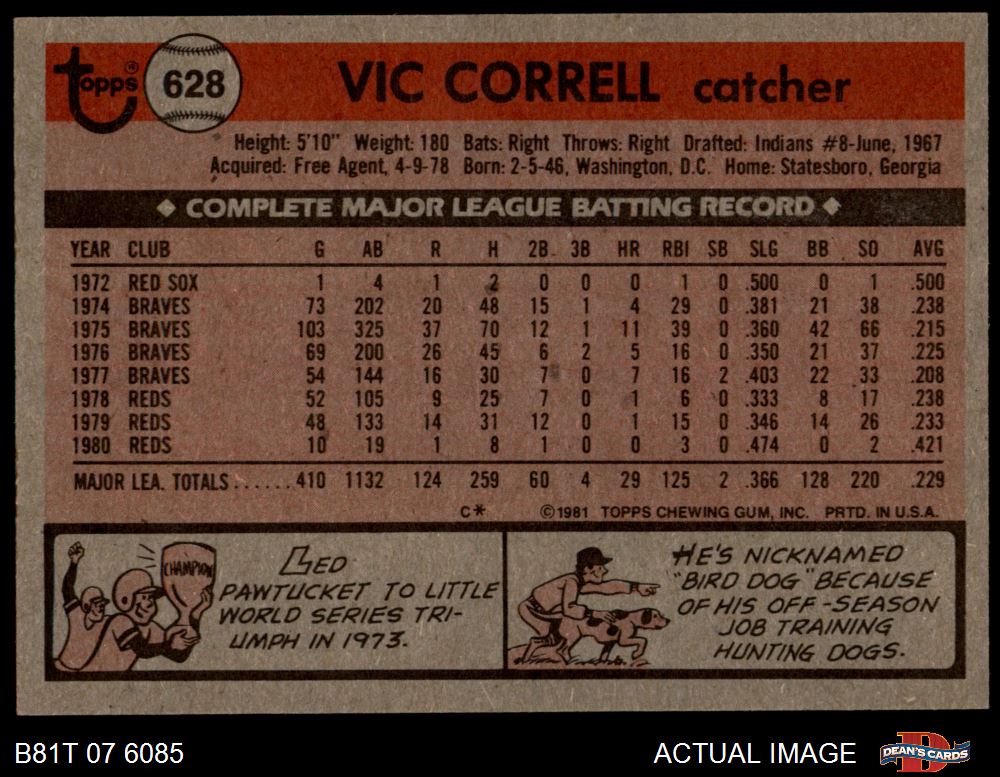 topps® 628 VIC CORRELL catcher
Height: 5'10" Weight: 180 Bats: Right Throws: Right Drafted: Indians #8-June, 1967
Acquired: Free Agent, 4-9-78 Born: 2-5-46, Washington, D.C. Home: Statesboro, Georgia
◆ COMPLETE MAJOR LEAGUE BATTING RECORD ◆
YEAR CLUB G AB R H 2B 3B HR RBI SB SLG BB SO AVG
1972 RED SOX 1 4 1 2 0 0 0 1 0 .500 0 1 .500
1974 BRAVES 73 202 20 48 15 1 4 29 0 .381 21 38 .238
1975 BRAVES 103 325 37 70 12 1 11 39 0 .360 42 66 .215
1976 BRAVES 69 200 26 45 6 2 5 16 0 .350 21 37 .225
1977 BRAVES 54 144 16 30 7 0 7 16 2 .403 22 33 .208
1978 REDS 52 105 9 25 7 0 1 6 0 .333 8 17 .238
1979 REDS 48 133 14 31 12 0 1 15 0 .346 14 26 .233
1980 REDS 10 19 1 8 1 0 0 3 0 .474 0 2 .421
MAJOR LEA. TOTALS......410 1132 124 259 60 4 29 125 2 .366 128 220 .229
C* ©1981 TOPPS CHEWING GUM, INC. PRTD. IN U.S.A.
CHAMPION
LED
PAWTUCKET TO LITTLE
WORLD SERIES TRI-
UMPH IN 1973.
HE'S NICKNAMED
"BIRD DOG" BECAUSE
OF HIS OFF-SEASON
JOB TRAINING
HUNTING DOGS.
B81T 07 6085 ACTUAL IMAGE D DEAN'S CARDS